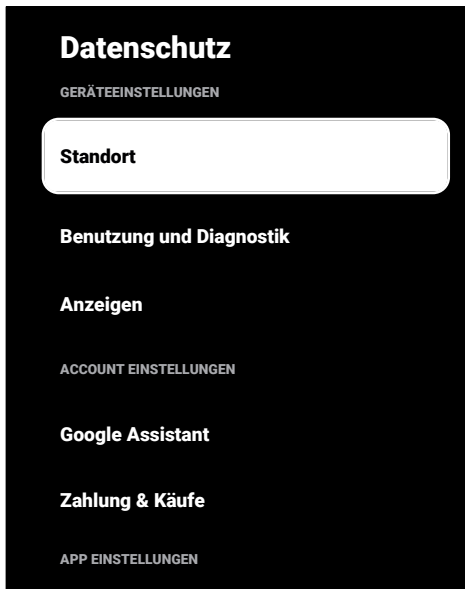 Datenschutz
GERÄTEEINSTELLUNGEN
Standort
Benutzung und Diagnostik
Anzeigen
ACCOUNT EINSTELLUNGEN
Google Assistant
Zahlung & Käufe
APP EINSTELLUNGEN